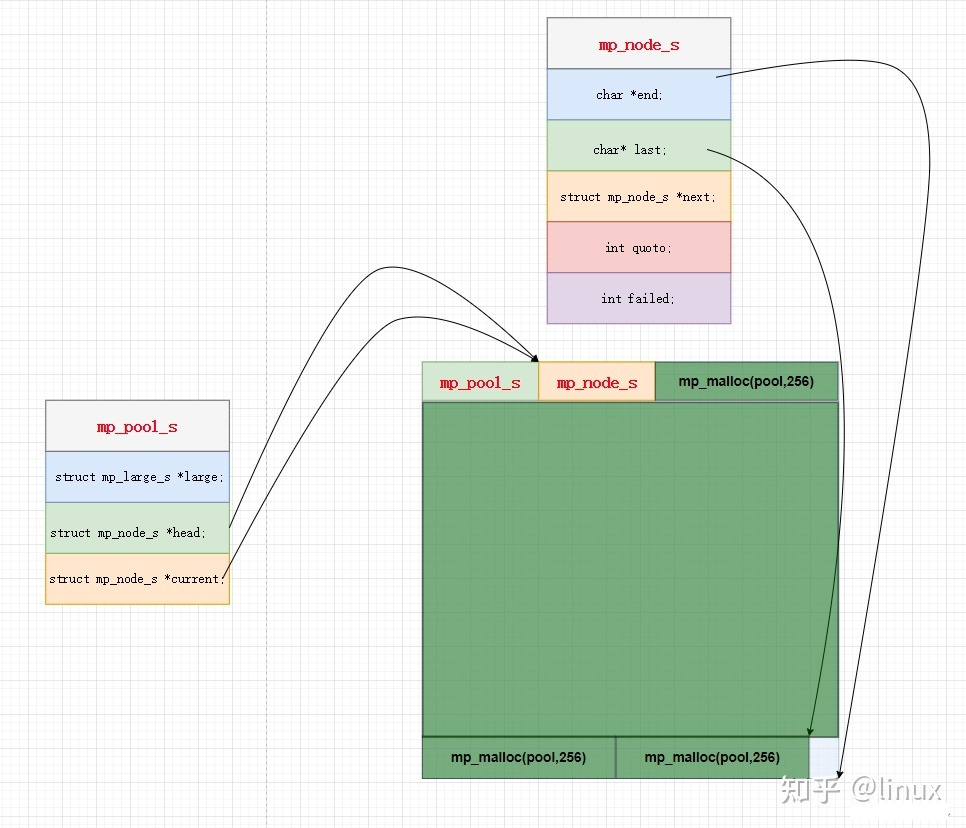 mp_node_s
char *end;
char* last;
struct mp_node_s *next;
int quoto;
int failed;
mp_pool_s
mp_node_s
mp_malloc(pool,256)
mp_pool_s
struct mp_large_s *large;
struct mp_node_s *head;
struct mp_node_s *current;
mp_malloc(pool,256)
mp_malloc(pool,256)
知乎 @linux